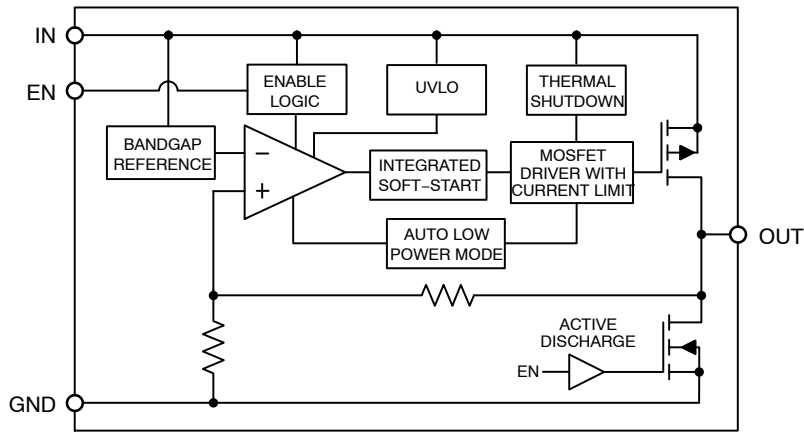 IN
EN
ENABLE
LOGIC
UVLO
THERMAL
SHUTDOWN
BANDGAP
REFERENCE
−
+
INTEGRATED
SOFT−START
MOSFET
DRIVER WITH
CURRENT LIMIT
AUTO LOW
POWER MODE
OUT
ACTIVE
DISCHARGE
EN
GND